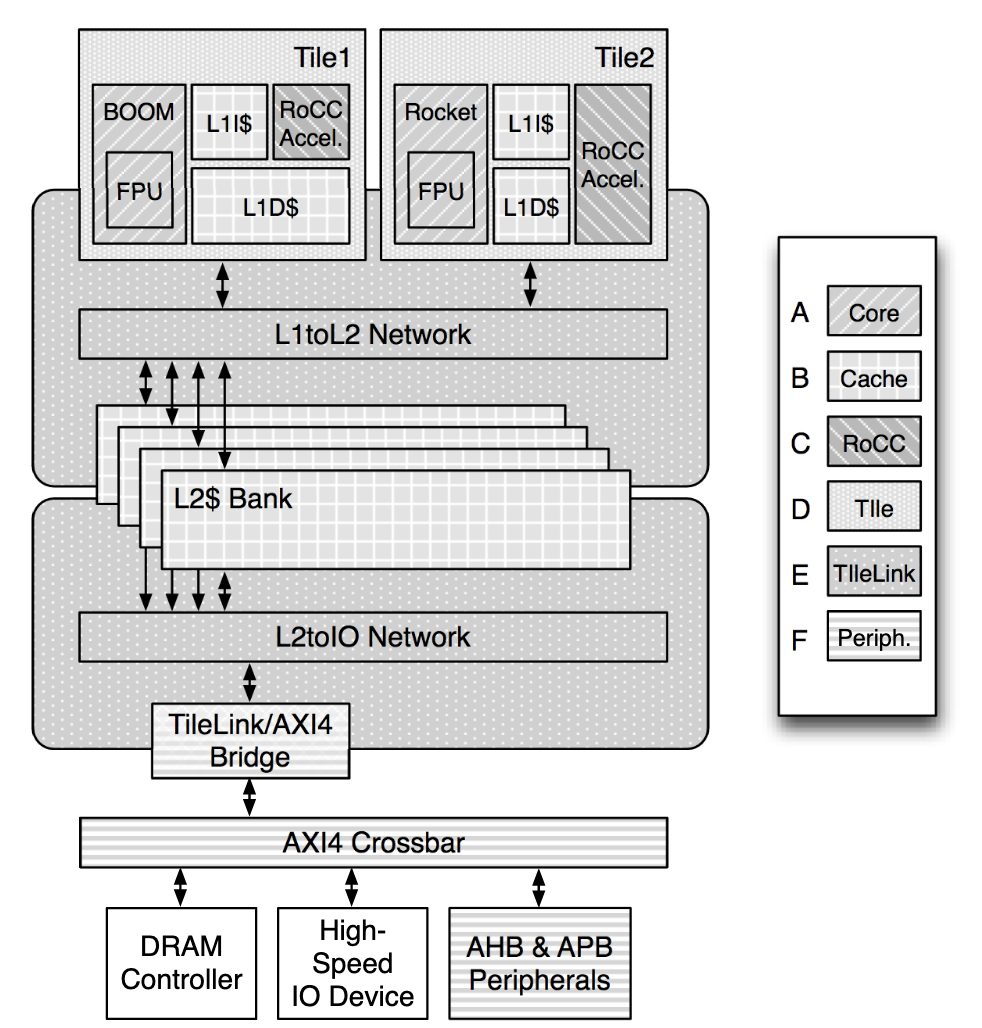 Tile1
BOOM
FPU
L1I$
RoCC
Accel.
L1D$
Tile2
Rocket
FPU
L1I$
L1D$
RoCC
Accel.
L1toL2 Network
L2$ Bank
L2toIO Network
TileLink/AXI4
Bridge
AXI4 Crossbar
DRAM
Controller
High-
Speed
IO Device
AHB & APB
Peripherals
A Core
B Cache
C RoCC
D TIle
E TIleLink
F Periph.